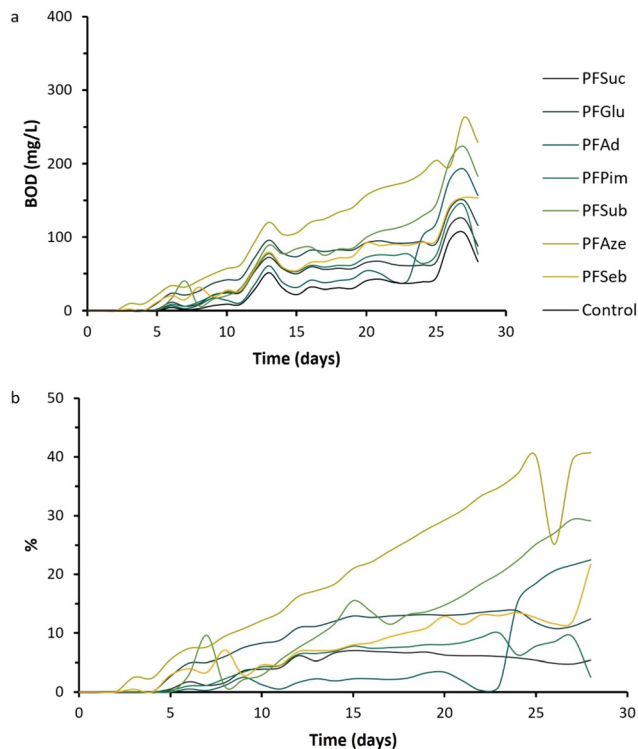 a
400
300
200
100
0
BOD (mg/L)
0 5 10 15 20 25 30
Time (days)
PFSuc
PFGlu
PFAd
PFPim
PFSub
PFAze
PFSeb
Control
b
50
40
30
20
10
0
%
0 5 10 15 20 25 30
Time (days)